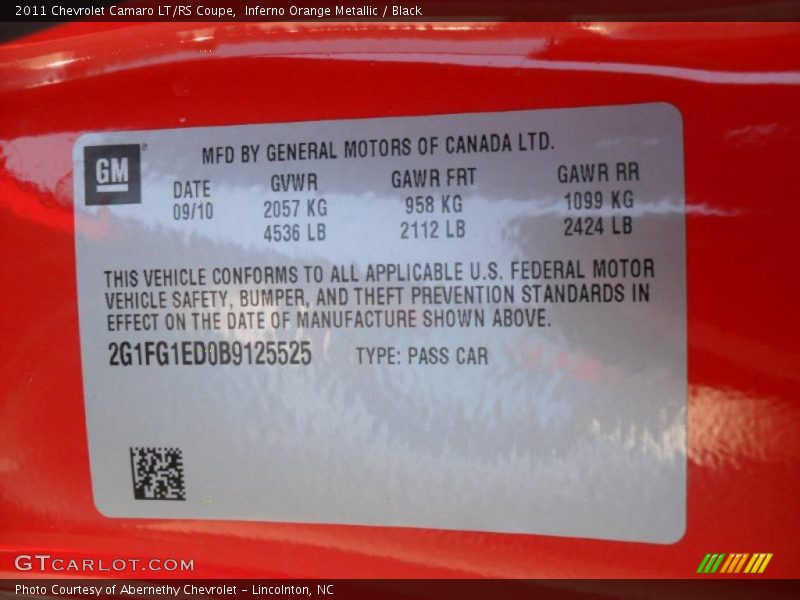 2011 Chevrolet Camaro LT/RS Coupe, Inferno Orange Metallic / Black
GM
MFD BY GENERAL MOTORS OF CANADA LTD.
DATE GVWR GAWR FRT GAWR RR
09/10 2057 KG 958 KG 1099 KG
4536 LB 2112 LB 2424 LB
THIS VEHICLE CONFORMS TO ALL APPLICABLE U.S. FEDERAL MOTOR
VEHICLE SAFETY, BUMPER, AND THEFT PREVENTION STANDARDS IN
EFFECT ON THE DATE OF MANUFACTURE SHOWN ABOVE.
2G1FG1ED0B9125525 TYPE: PASS CAR
GTCARLOT.COM
Photo Courtesy of Abernethy Chevrolet – Lincolnton, NC